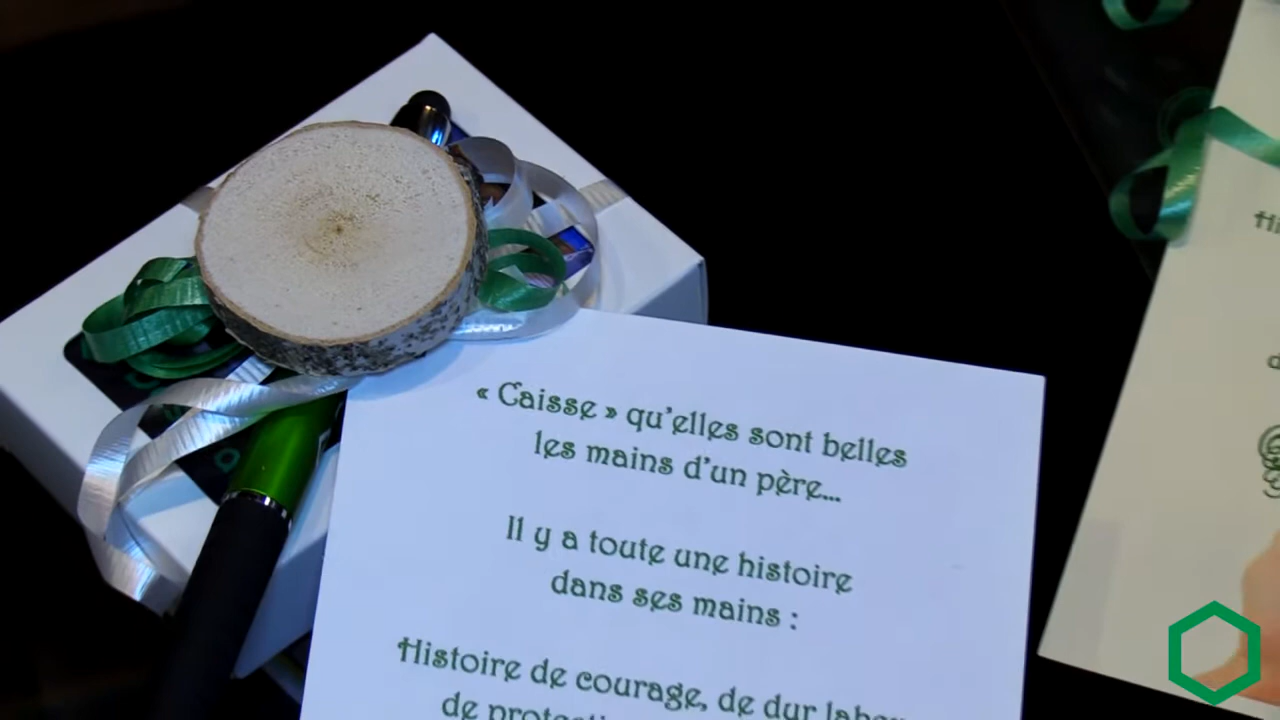 « Caisse » qu'elles sont belles
les mains d'un père...
Il y a toute une histoire
dans ses mains :
Histoire de courage, de dur
de